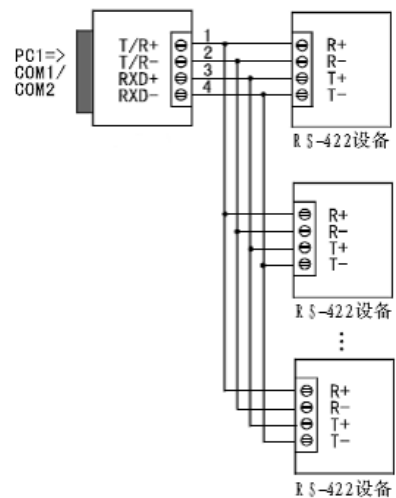 PC1=>
COM1/
COM2
T/R+ 1 R+
T/R- 2 R-
RXD+ 3 T+
RXD- 4 T-
RS-422设备
R+
R-
T+
T-
RS-422设备
⋮
R+
R-
T+
T-
RS-422设备